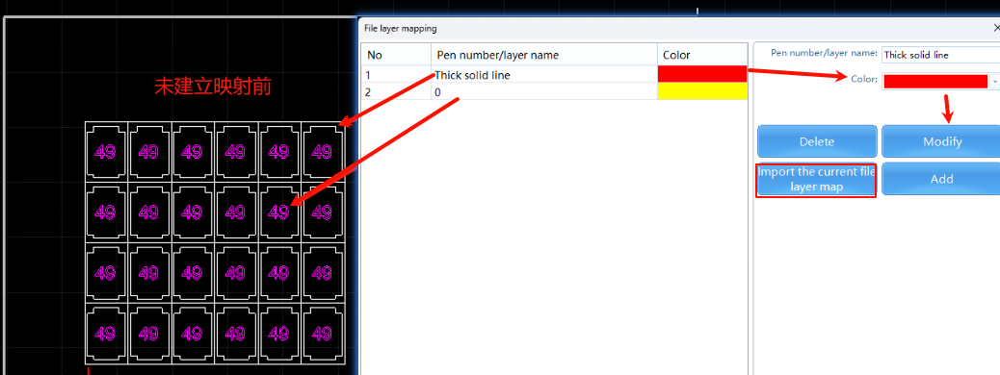 File layer mapping
No Pen number/layer name Color
1 Thick solid line
2 0
Pen number/layer name: Thick solid line
Color:
Delete Modify
Import the current file
layer map
Add
未建立映射前
49 49 49 49 49 49
49 49 49 49 49 49
49 49 49 49 49 49
49 49 49 49 49 49